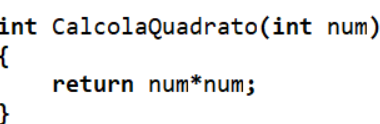 int CalcolaQuadrato(int num)
{
    return num*num;
}